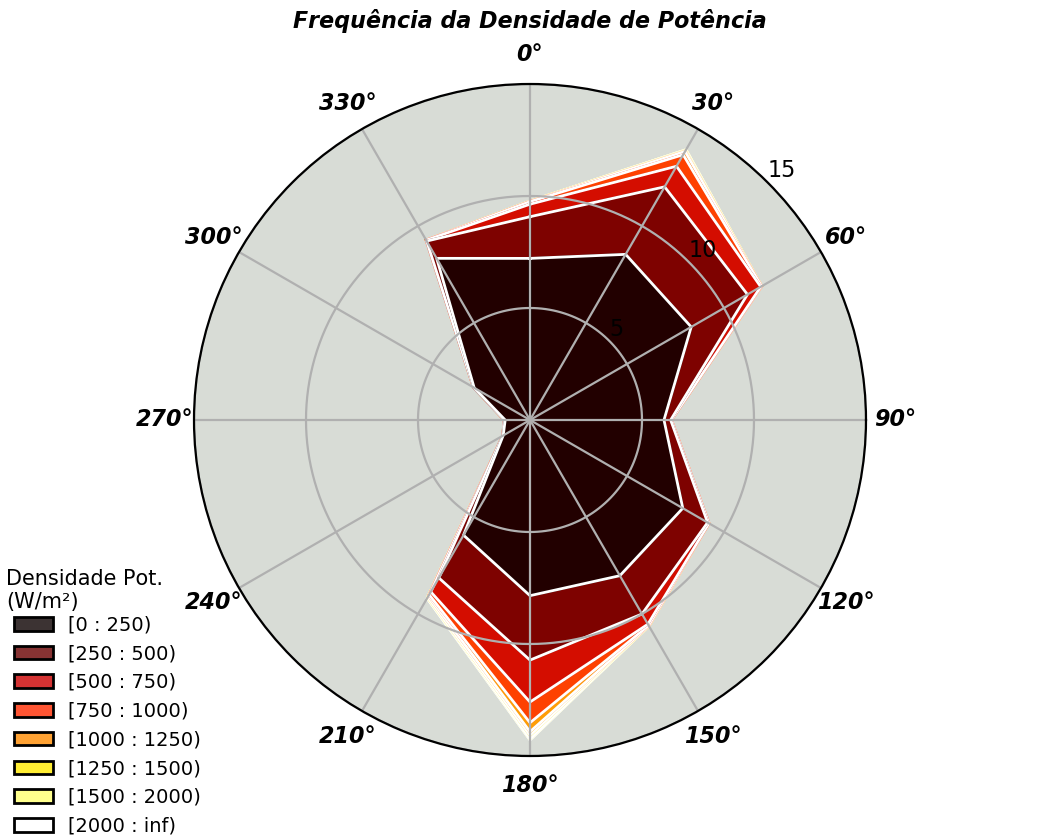 Frequência da Densidade de Potência
0°
330°
30°
15
300°
60°
10
5
270°
90°
Densidade Pot.
(W/m²)
240°
120°
[0 : 250)
[250 : 500)
[500 : 750)
[750 : 1000)
210°
150°
[1000 : 1250)
[1250 : 1500)
180°
[1500 : 2000)
[2000 : inf)